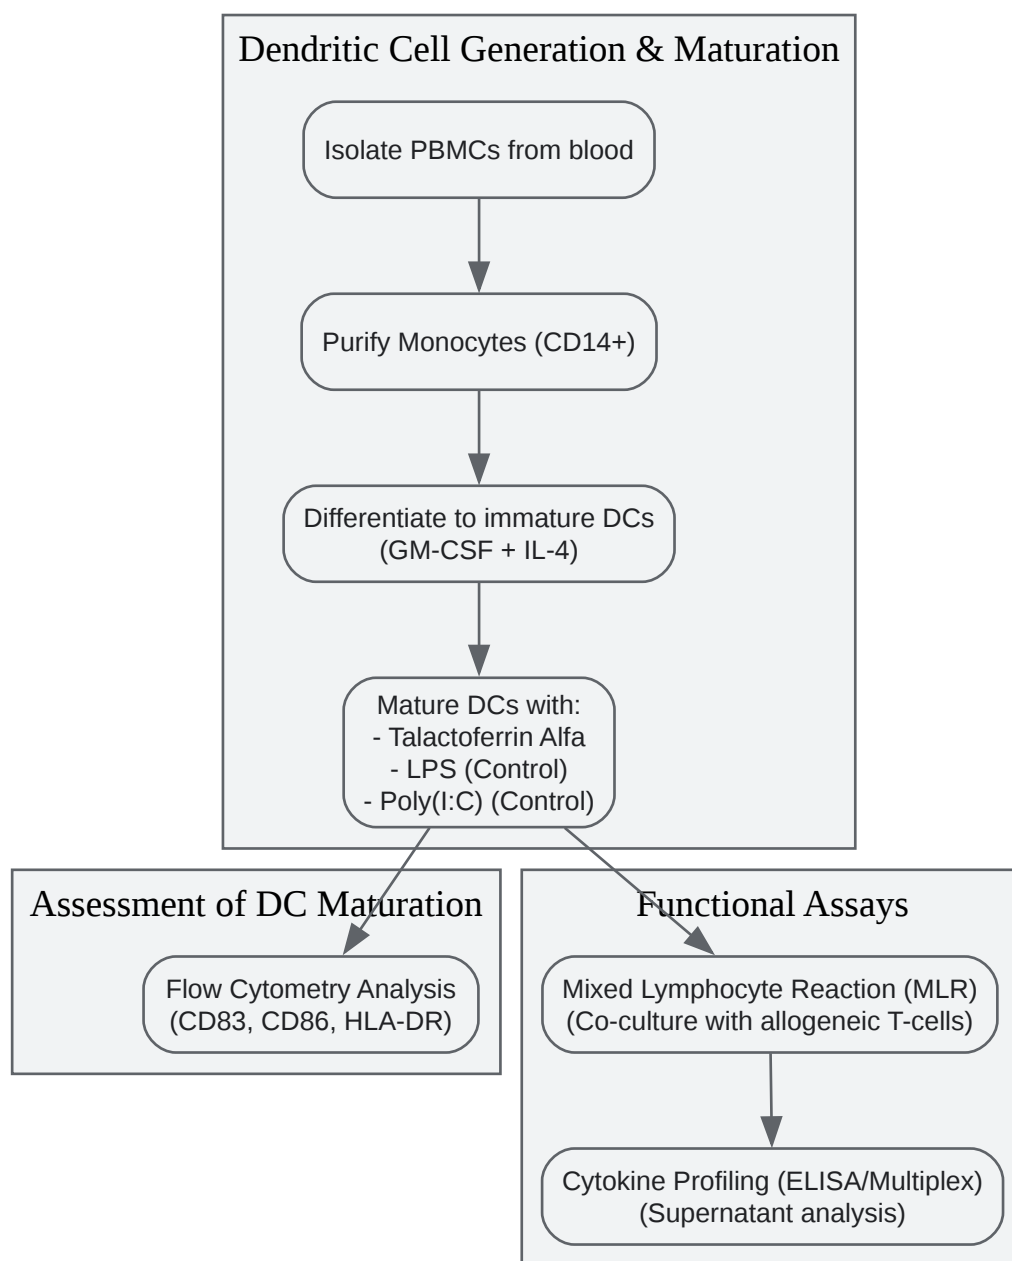 Dendritic Cell Generation & Maturation
Isolate PBMCs from blood
Purify Monocytes (CD14+)
Differentiate to immature DCs
(GM-CSF + IL-4)
Mature DCs with:
- Talactoferrin Alfa
- LPS (Control)
- Poly(I:C) (Control)
Assessment of DC Maturation
Flow Cytometry Analysis
(CD83, CD86, HLA-DR)
Functional Assays
Mixed Lymphocyte Reaction (MLR)
(Co-culture with allogeneic T-cells)
Cytokine Profiling (ELISA/Multiplex)
(Supernatant analysis)